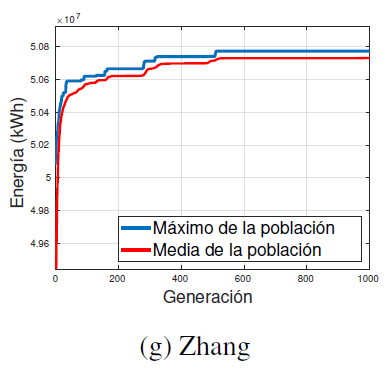 ×10⁷
5.08
5.06
5.04
5.02
5
4.98
4.96
Energía (kWh)
Máximo de la población
Media de la población
0 200 400 600 800 1000
Generación
(g) Zhang